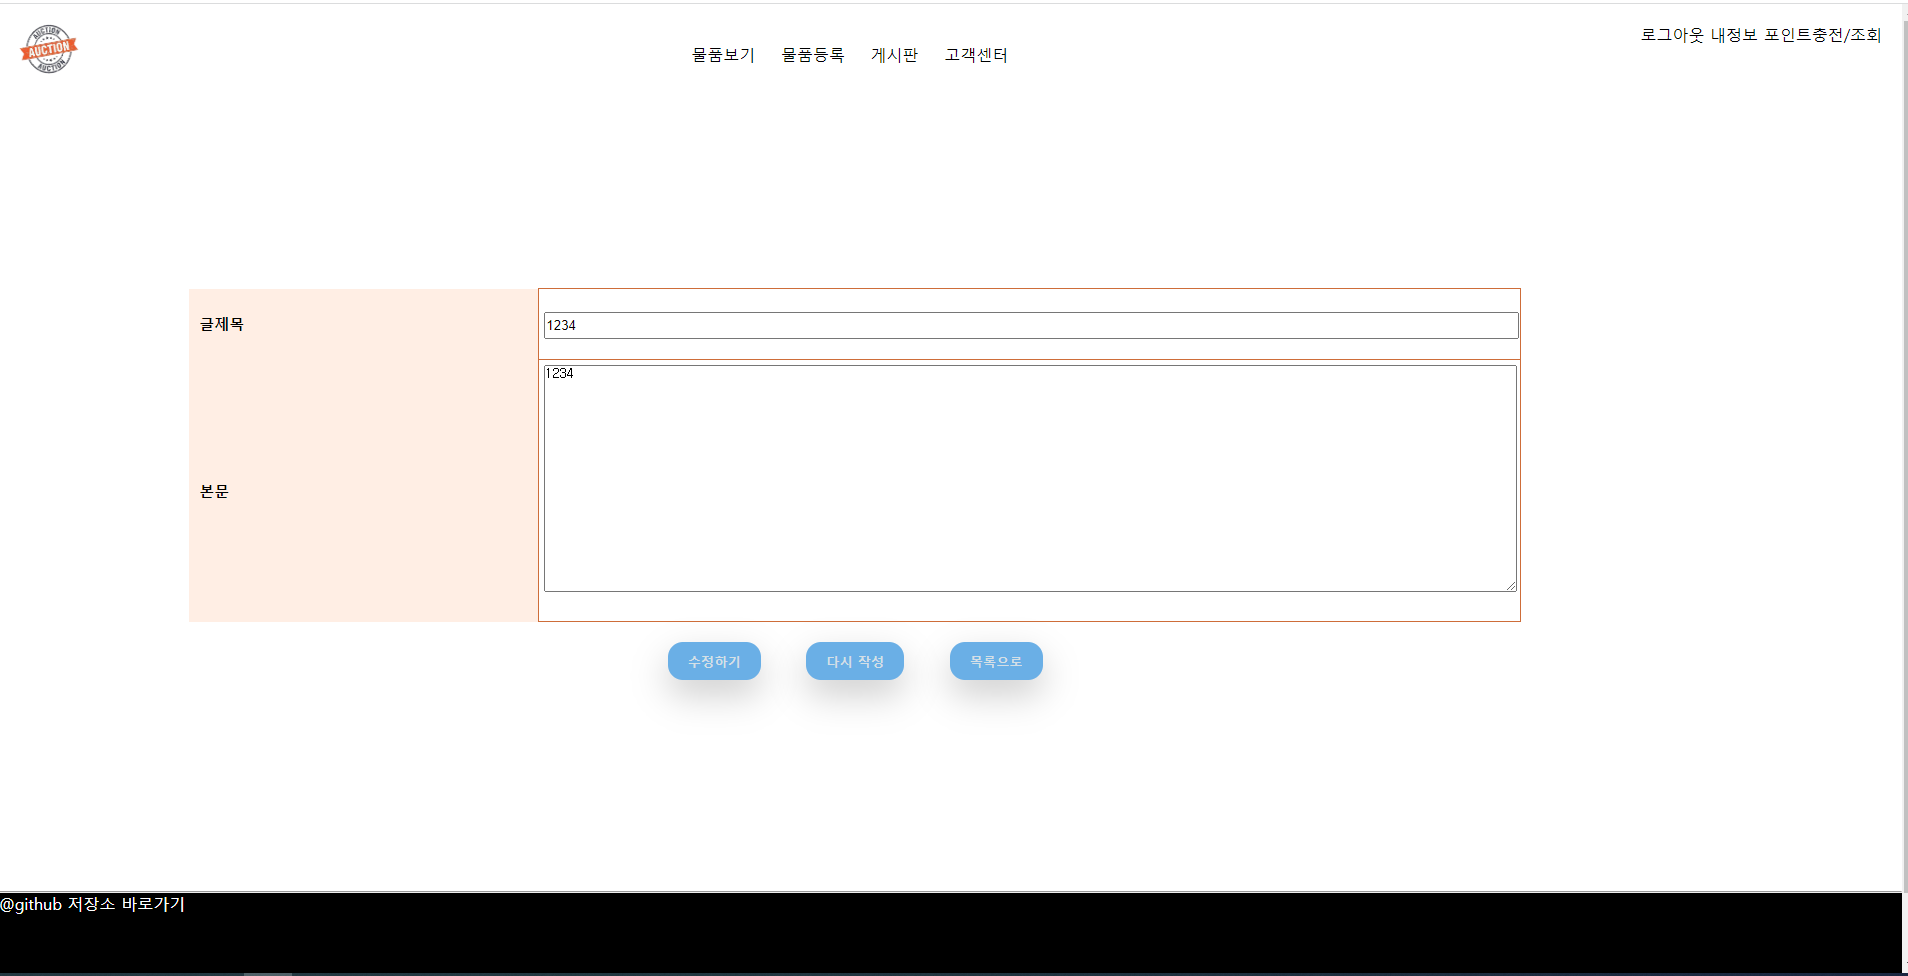 AUCTION
AUCTION
AUCTION
로그아웃 내정보 포인트충전/조회
물품보기 물품등록 게시판 고객센터
글제목
1234
본문
1234
수정하기 다시 작성 목록으로
@github 저장소 바로가기